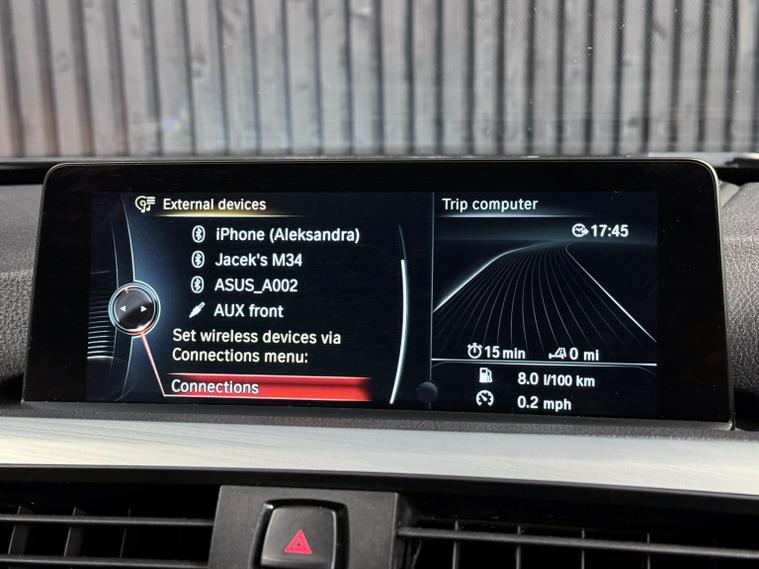 External devices
iPhone (Aleksandra)
Jacek's M34
ASUS_A002
AUX front
Set wireless devices via
Connections menu:
Connections
Trip computer
17:45
15 min
0 mi
8.0 l/100 km
0.2 mph